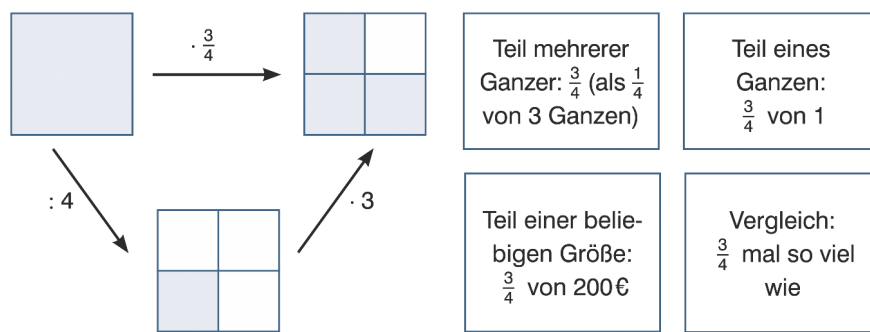 · 3/4
: 4
· 3
Teil mehrerer
Ganzer: 3/4 (als 1/4
von 3 Ganzen)
Teil eines
Ganzen:
3/4 von 1
Teil einer belie-
bigen Größe:
3/4 von 200 €
Vergleich:
3/4 mal so viel
wie